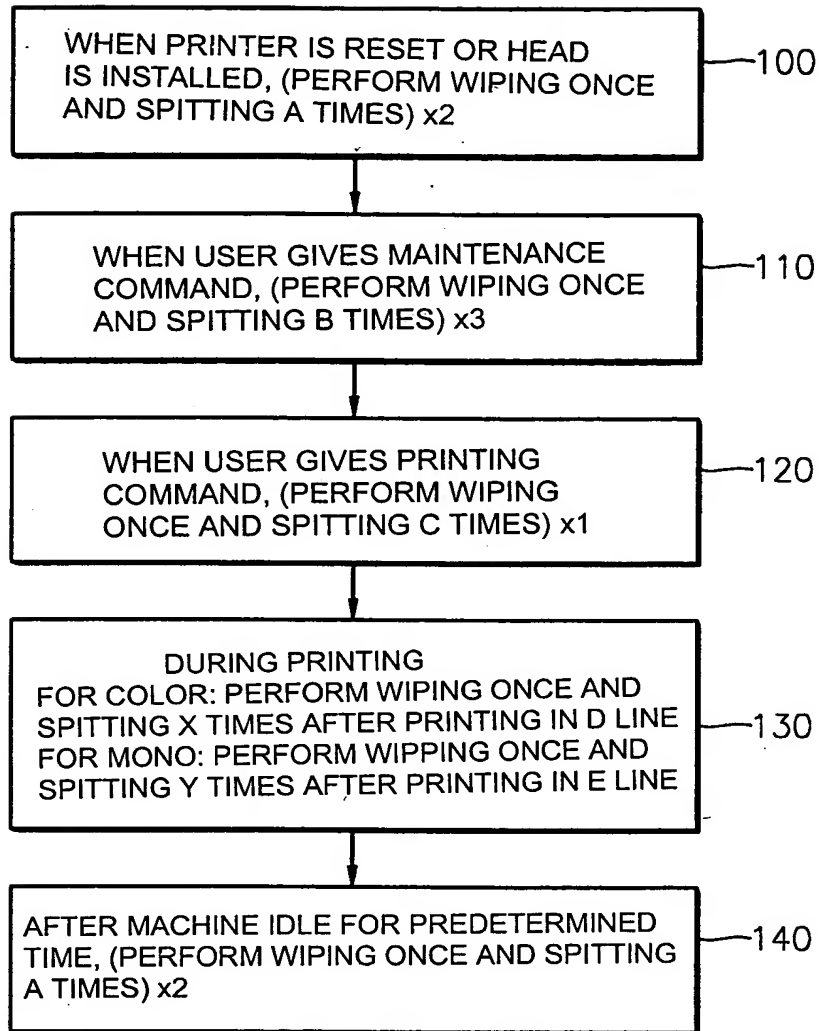 WHEN PRINTER IS RESET OR HEAD
IS INSTALLED, (PERFORM WIPING ONCE
AND SPITTING A TIMES) x2
100
WHEN USER GIVES MAINTENANCE
COMMAND, (PERFORM WIPING ONCE
AND SPITTING B TIMES) x3
110
WHEN USER GIVES PRINTING
COMMAND, (PERFORM WIPING
ONCE AND SPITTING C TIMES) x1
120
DURING PRINTING
FOR COLOR: PERFORM WIPING ONCE AND
SPITTING X TIMES AFTER PRINTING IN D LINE
FOR MONO: PERFORM WIPPING ONCE AND
SPITTING Y TIMES AFTER PRINTING IN E LINE
130
AFTER MACHINE IDLE FOR PREDETERMINED
TIME, (PERFORM WIPING ONCE AND SPITTING
A TIMES) x2
140